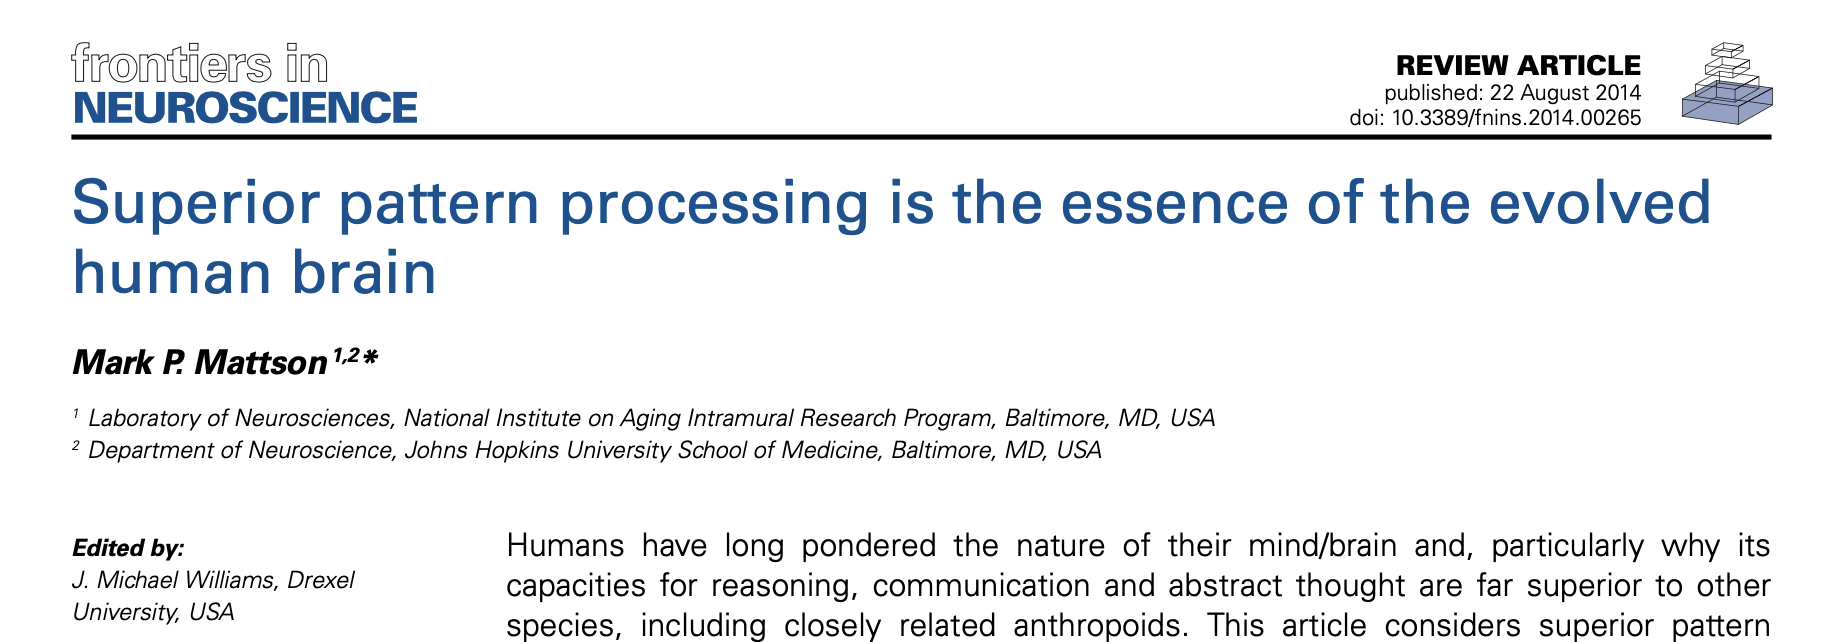 frontiers in
NEUROSCIENCE
REVIEW ARTICLE
published: 22 August 2014
doi: 10.3389/fnins.2014.00265
Superior pattern processing is the essence of the evolved
human brain
Mark P. Mattson 1,2*
1 Laboratory of Neurosciences, National Institute on Aging Intramural Research Program, Baltimore, MD, USA
2 Department of Neuroscience, Johns Hopkins University School of Medicine, Baltimore, MD, USA
Edited by:
J. Michael Williams, Drexel
University, USA
Humans have long pondered the nature of their mind/brain and, particularly why its
capacities for reasoning, communication and abstract thought are far superior to other
species, including closely related anthropoids. This article considers superior pattern